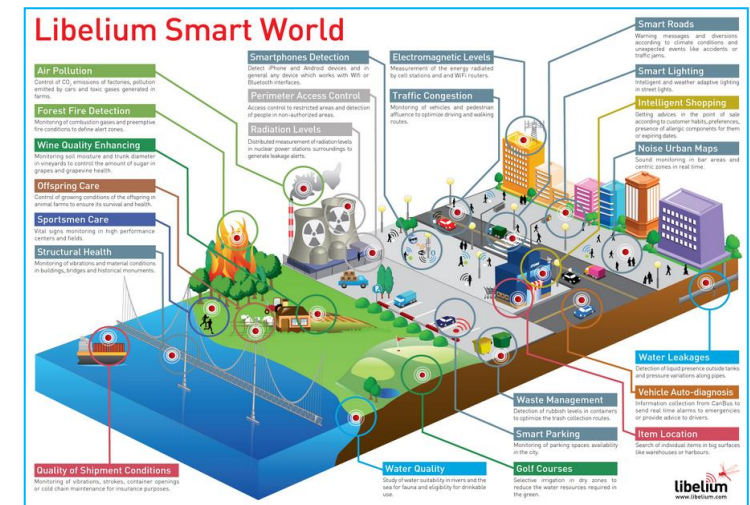 Libelium Smart World
Air Pollution
Control of CO₂ emissions of factories, pollution
emitted by cars and toxic gases generated in
farms.
Forest Fire Detection
Monitoring of combustion gases and preemptive
fire conditions to define alert zones.
Wine Quality Enhancing
Monitoring soil moisture and trunk diameter
in vineyards to control the amount of sugar in
grapes and grapevine health.
Offspring Care
Control of growing conditions of the offspring in
animal farms to ensure its survival and health.
Sportsmen Care
Vital signs monitoring in high performance
centers and fields.
Structural Health
Monitoring of vibrations and material conditions
in buildings, bridges and historical monuments.
Quality of Shipment Conditions
Monitoring of vibrations, strokes, container openings
or cold chain maintenance for insurance purposes.
Smartphones Detection
Detect iPhone and Android devices and in
general any device which works with Wifi or
Bluetooth interfaces.
Perimeter Access Control
Access control to restricted areas and detection
of people in non-authorized areas.
Radiation Levels
Distributed measurement of radiation levels
in nuclear power stations surroundings to
generate leakage alerts.
Electromagnetic Levels
Measurement of the energy radiated
by cell stations and and WiFi routers.
Traffic Congestion
Monitoring of vehicles and pedestrian
affluence to optimize driving and walking
routes.
Smart Roads
Warning messages and diversions
according to climate conditions and
unexpected events like accidents or
traffic jams.
Smart Lighting
Intelligent and weather adaptive lighting
in street lights.
Intelligent Shopping
Getting advices in the point of sale
according to customer habits, preferences,
presence of allergic components for them
or expiring dates.
Noise Urban Maps
Sound monitoring in bar areas and
centric zones in real time.
Water Leakages
Detection of liquid presence outside tanks
and pressure variations along pipes.
Vehicle Auto-diagnosis
Information collection from CanBus to
send real time alarms to emergencies
or provide advice to drivers.
Item Location
Search of individual items in big surfaces
like warehouses or harbours.
Waste Management
Detection of rubbish levels in containers
to optimize the trash collection routes.
Smart Parking
Monitoring of parking spaces availability
in the city.
Golf Courses
Selective irrigation in dry zones to
reduce the water resources required in
the green.
Water Quality
Study of water suitability in rivers and the
sea for fauna and eligibility for drinkable
use.
libelium
www.libelium.com